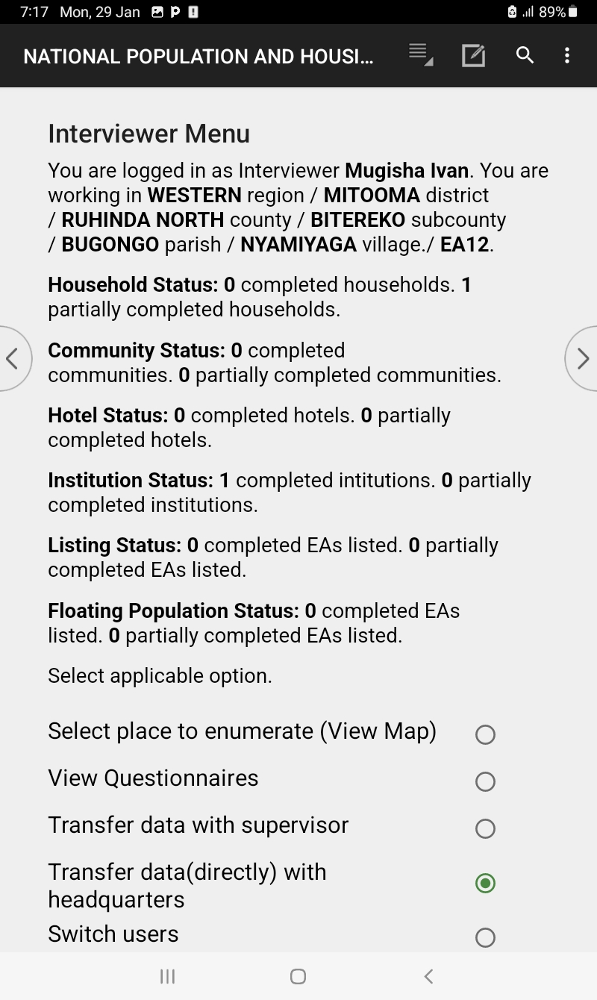 7:17 Mon, 29 Jan
89%
NATIONAL POPULATION AND HOUSI...
Interviewer Menu
You are logged in as Interviewer Mugisha Ivan. You are
working in WESTERN region / MITOOMA district
/ RUHINDA NORTH county / BITEREKO subcounty
/ BUGONGO parish / NYAMIYAGA village./ EA12.
Household Status: 0 completed households. 1
partially completed households.
Community Status: 0 completed
communities. 0 partially completed communities.
Hotel Status: 0 completed hotels. 0 partially
completed hotels.
Institution Status: 1 completed intitutions. 0 partially
completed institutions.
Listing Status: 0 completed EAs listed. 0 partially
completed EAs listed.
Floating Population Status: 0 completed EAs
listed. 0 partially completed EAs listed.
Select applicable option.
Select place to enumerate (View Map)
View Questionnaires
Transfer data with supervisor
Transfer data(directly) with
headquarters
Switch users